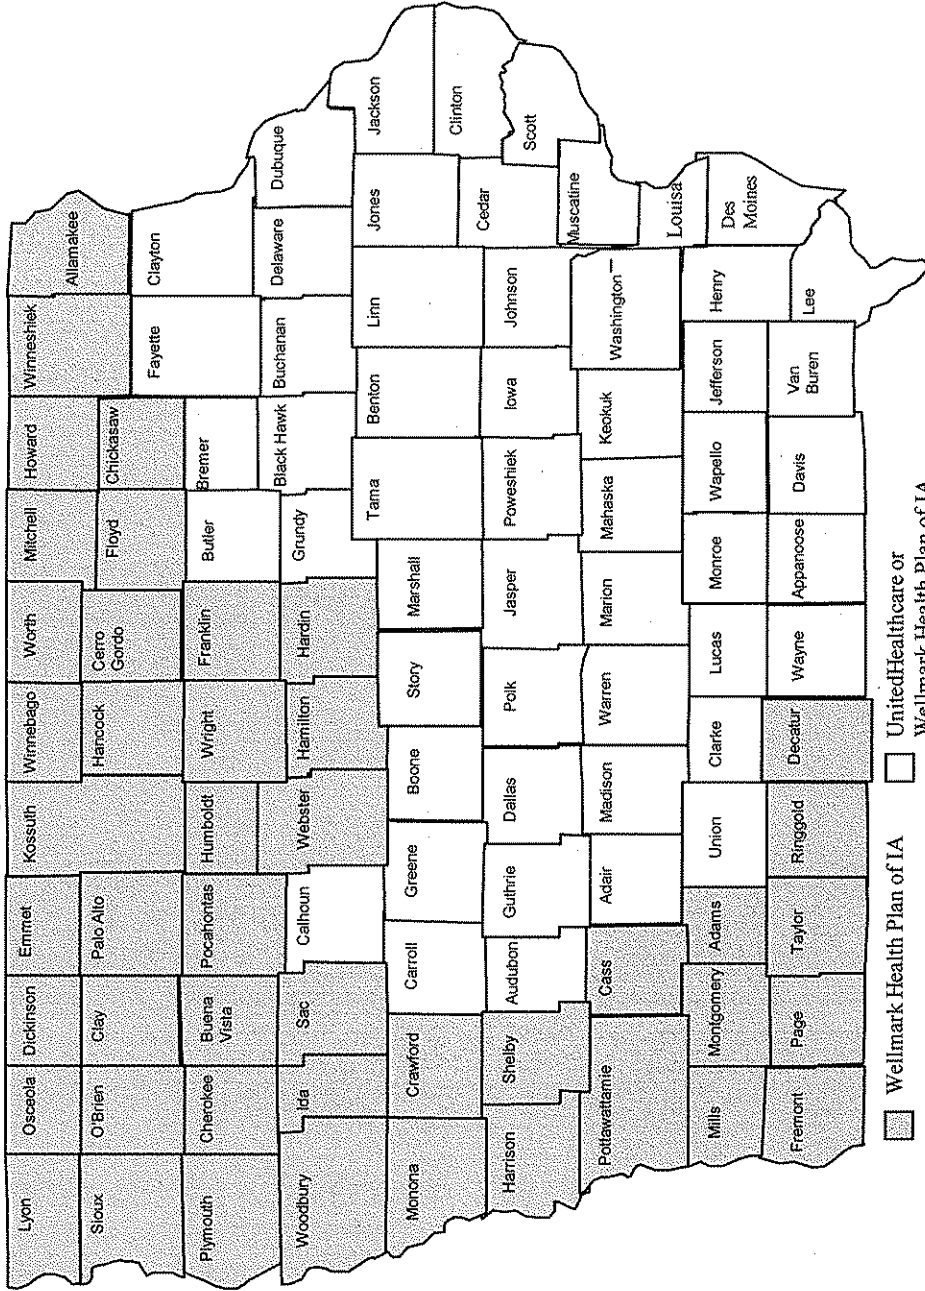 Lyon
Osceola
Dickinson
Emmet
Kossuth
Winnebago
Worth
Mitchell
Howard
Winneshiek
Allamakee
Sioux
O'Brien
Clay
Palo Alto
Hancock
Cerro
Gordo
Floyd
Chickasaw
Fayette
Clayton
Plymouth
Cherokee
Buena
Vista
Pocahontas
Humboldt
Wright
Franklin
Butler
Bremer
Woodbury
Ida
Sac
Calhoun
Webster
Hamilton
Hardin
Grundy
Black Hawk
Buchanan
Delaware
Dubuque
Monona
Crawford
Carroll
Greene
Boone
Story
Marshall
Tama
Benton
Linn
Jones
Jackson
Harrison
Shelby
Audubon
Guthrie
Dallas
Polk
Jasper
Poweshiek
Iowa
Johnson
Cedar
Clinton
Scott
Pottawattamie
Cass
Adair
Madison
Warren
Marion
Mahaska
Keokuk
Washington
Muscatine
Louisa
Mills
Montgomery
Adams
Union
Clarke
Lucas
Monroe
Wapello
Jefferson
Henry
Des
Moines
Fremont
Page
Taylor
Ringgold
Decatur
Wayne
Appanoose
Davis
Van
Buren
Lee
Wellmark Health Plan of IA
UnitedHealthcare or
Wellmark Health Plan of IA